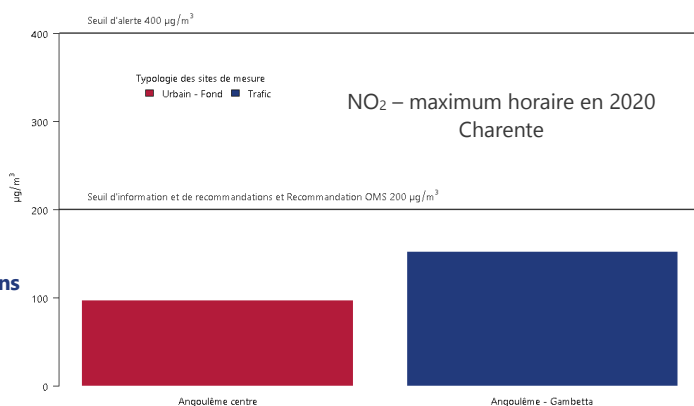 Seuil d'alerte 400 µg/m³
400
Typologie des sites de mesure
Urbain - Fond Trafic
NO₂ – maximum horaire en 2020
Charente
300
µg/m³
Seuil d'information et de recommandations et Recommandation OMS 200 µg/m³
200
ns
100
0
Angoulême centre Angoulême - Gambetta